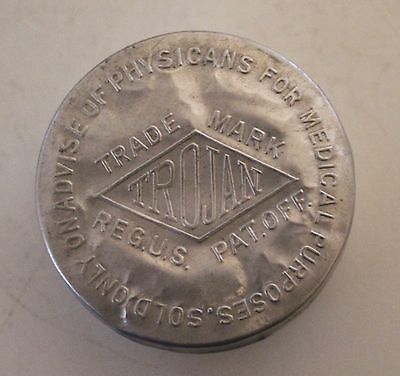 SOLD ONLY ON ADVISE OF PHYSICANS FOR MEDICAL PURPOSES.
TRADE MARK
TROJAN
REG.U.S. PAT.OFF.